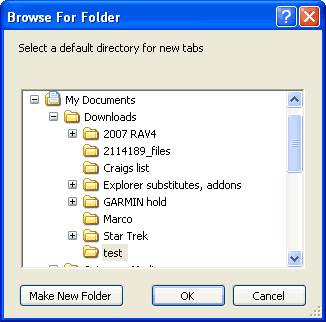 Browse For Folder
Select a default directory for new tabs
My Documents
Downloads
2007 RAV4
2114189_files
Craigs list
Explorer substitutes, addons
GARMIN hold
Marco
Star Trek
test
Make New Folder
OK
Cancel